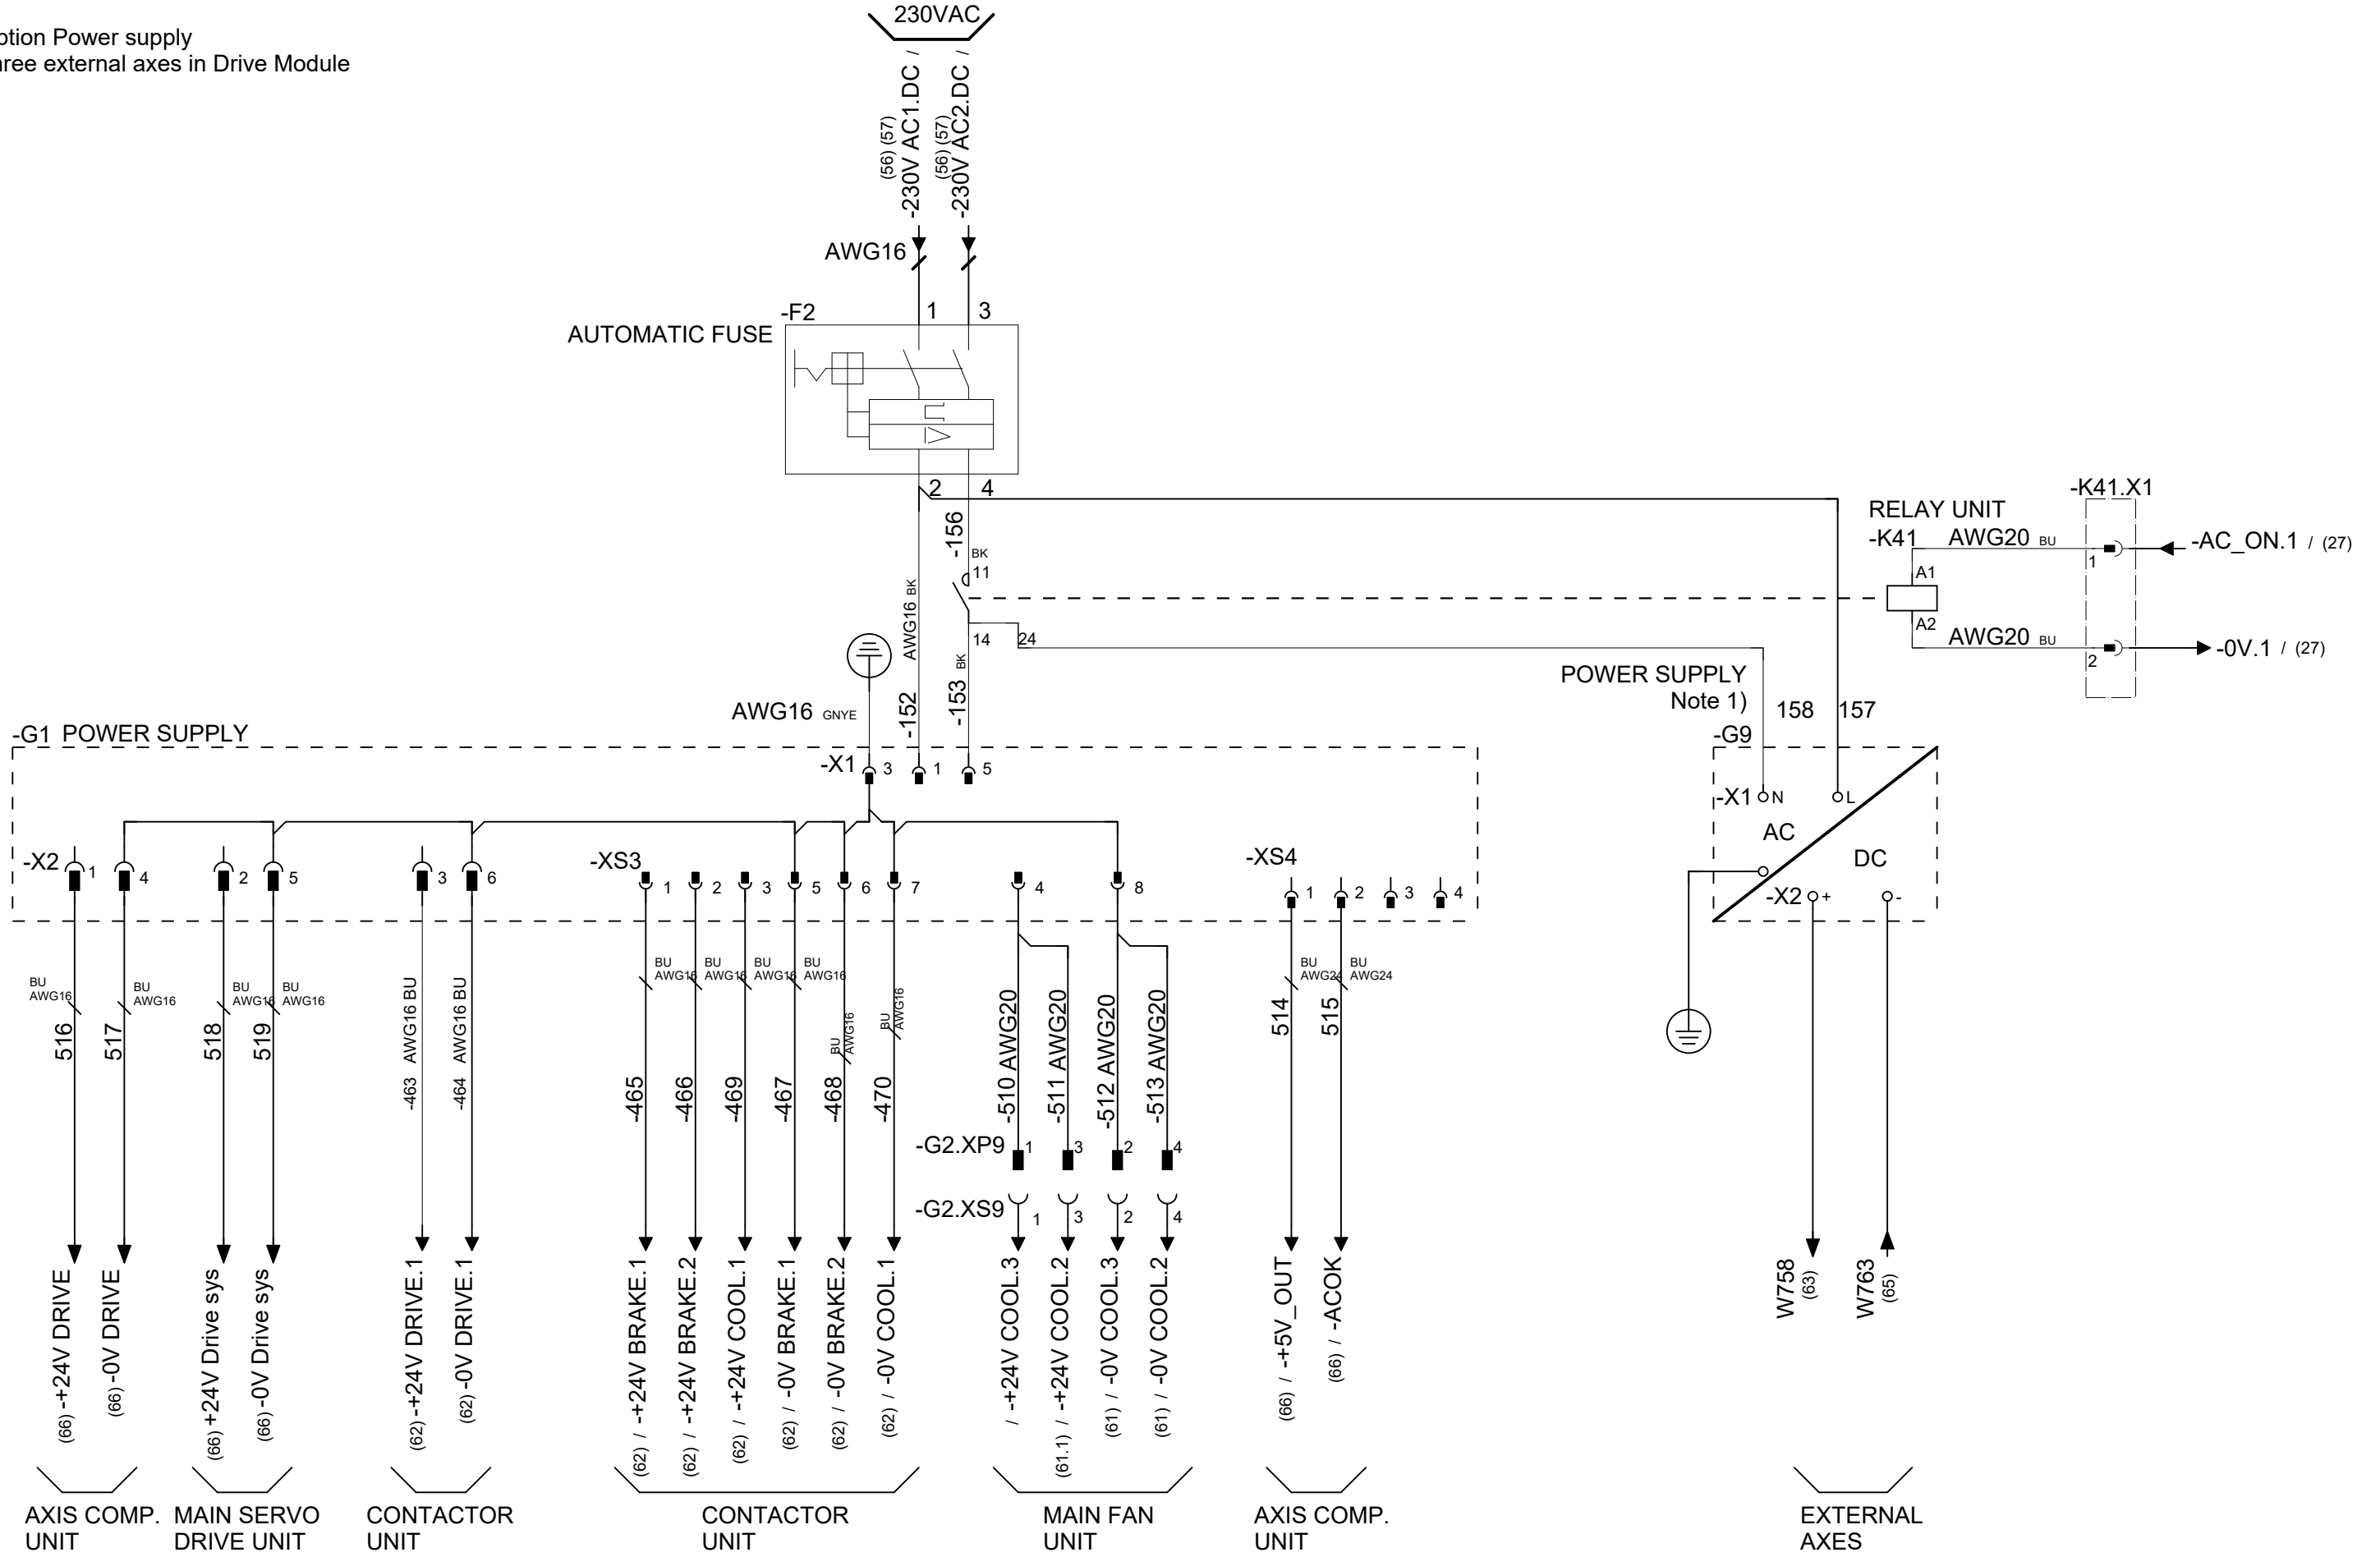 230VAC
ption Power supply
hree external axes in Drive Module
(56) (57)
-230V AC1.DC /
(56) (57)
-230V AC2.DC /
AWG16
-F2
1
3
AUTOMATIC FUSE
2
4
-K41.X1
RELAY UNIT
-K41
AWG20 BU
1
-AC_ON.1 / (27)
-156
BK
11
A1
AWG16 BK
A2
14
24
AWG20 BU
2
-0V.1 / (27)
POWER SUPPLY
Note 1)
-153 BK
-152
AWG16 GNYE
158
157
-G1 POWER SUPPLY
-G9
-X1
3
1
5
-X1
N
L
AC
DC
-X2
1
4
2
5
3
6
-XS3
1
2
3
5
6
7
4
8
-XS4
1
2
3
4
-X2
+
-
BU
AWG16
BU
AWG16
BU
AWG16
BU
AWG16
-463 AWG16 BU
-464 AWG16 BU
BU
AWG16
BU
AWG16
BU
AWG16
BU
AWG16
BU
AWG16
BU
AWG16
BU
AWG24
BU
AWG24
516
517
518
519
-465
-466
-469
-467
-468
-470
-510 AWG20
-511 AWG20
-512 AWG20
-513 AWG20
514
515
-G2.XP9
1
3
2
4
-G2.XS9
1
3
2
4
(66) -+24V DRIVE
(66) -0V DRIVE
(66) +24V Drive sys
(66) -0V Drive sys
(62) -+24V DRIVE.1
(62) -0V DRIVE.1
(62) / -+24V BRAKE.1
(62) / -+24V BRAKE.2
(62) / -+24V COOL.1
(62) / -0V BRAKE.1
(62) / -0V BRAKE.2
(62) / -0V COOL.1
/ -+24V COOL.3
(61.1) / -+24V COOL.2
(61) / -0V COOL.3
(61) / -0V COOL.2
(66) / -+5V_OUT
(66) / -ACOK
W758
(63)
W763
(65)
AXIS COMP.
UNIT
MAIN SERVO
DRIVE UNIT
CONTACTOR
UNIT
CONTACTOR
UNIT
MAIN FAN
UNIT
AXIS COMP.
UNIT
EXTERNAL
AXES